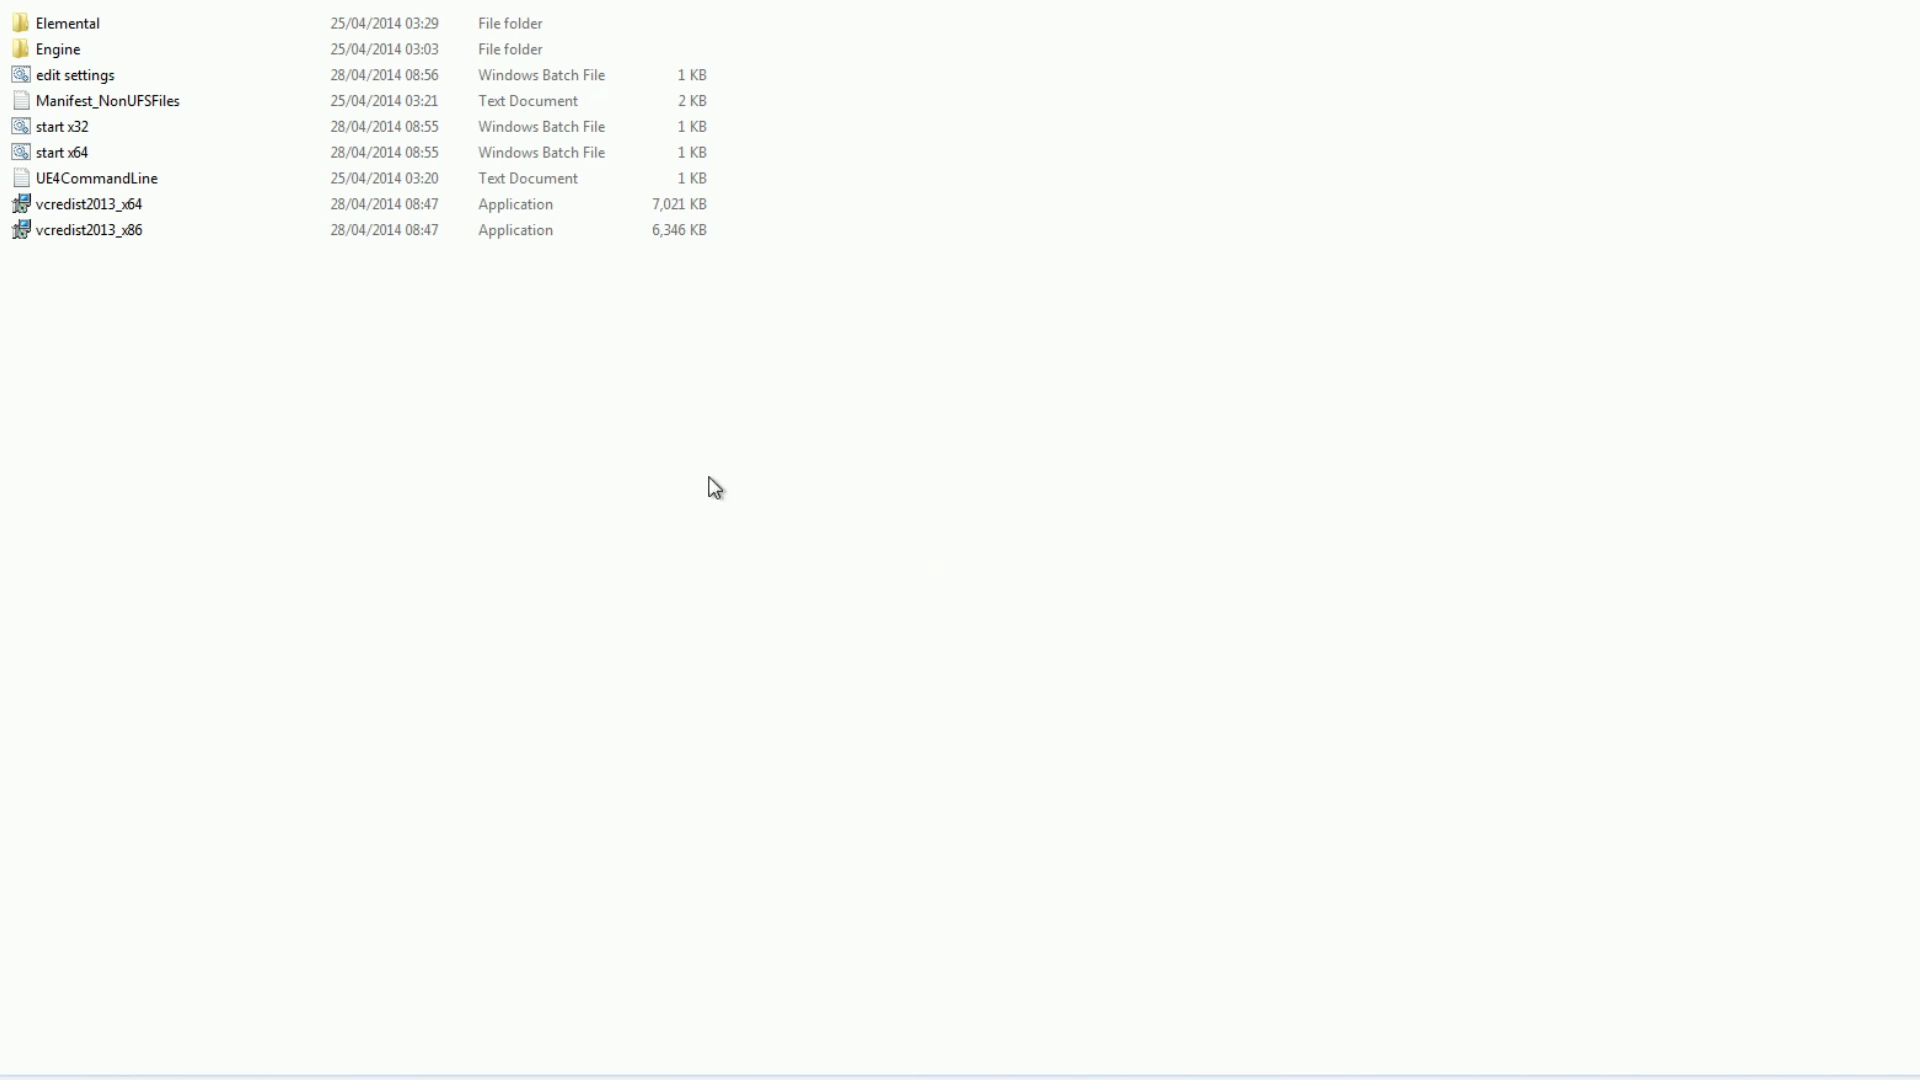 Elemental 25/04/2014 03:29 File folder
Engine 25/04/2014 03:03 File folder
edit settings 28/04/2014 08:56 Windows Batch File 1 KB
Manifest_NonUFSFiles 25/04/2014 03:21 Text Document 2 KB
start x32 28/04/2014 08:55 Windows Batch File 1 KB
start x64 28/04/2014 08:55 Windows Batch File 1 KB
UE4CommandLine 25/04/2014 03:20 Text Document 1 KB
vcredist2013_x64 28/04/2014 08:47 Application 7,021 KB
vcredist2013_x86 28/04/2014 08:47 Application 6,346 KB